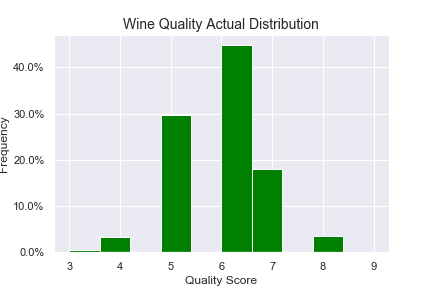 Wine Quality Actual Distribution
40.0%
30.0%
20.0%
10.0%
0.0%
Frequency
3 4 5 6 7 8 9
Quality Score